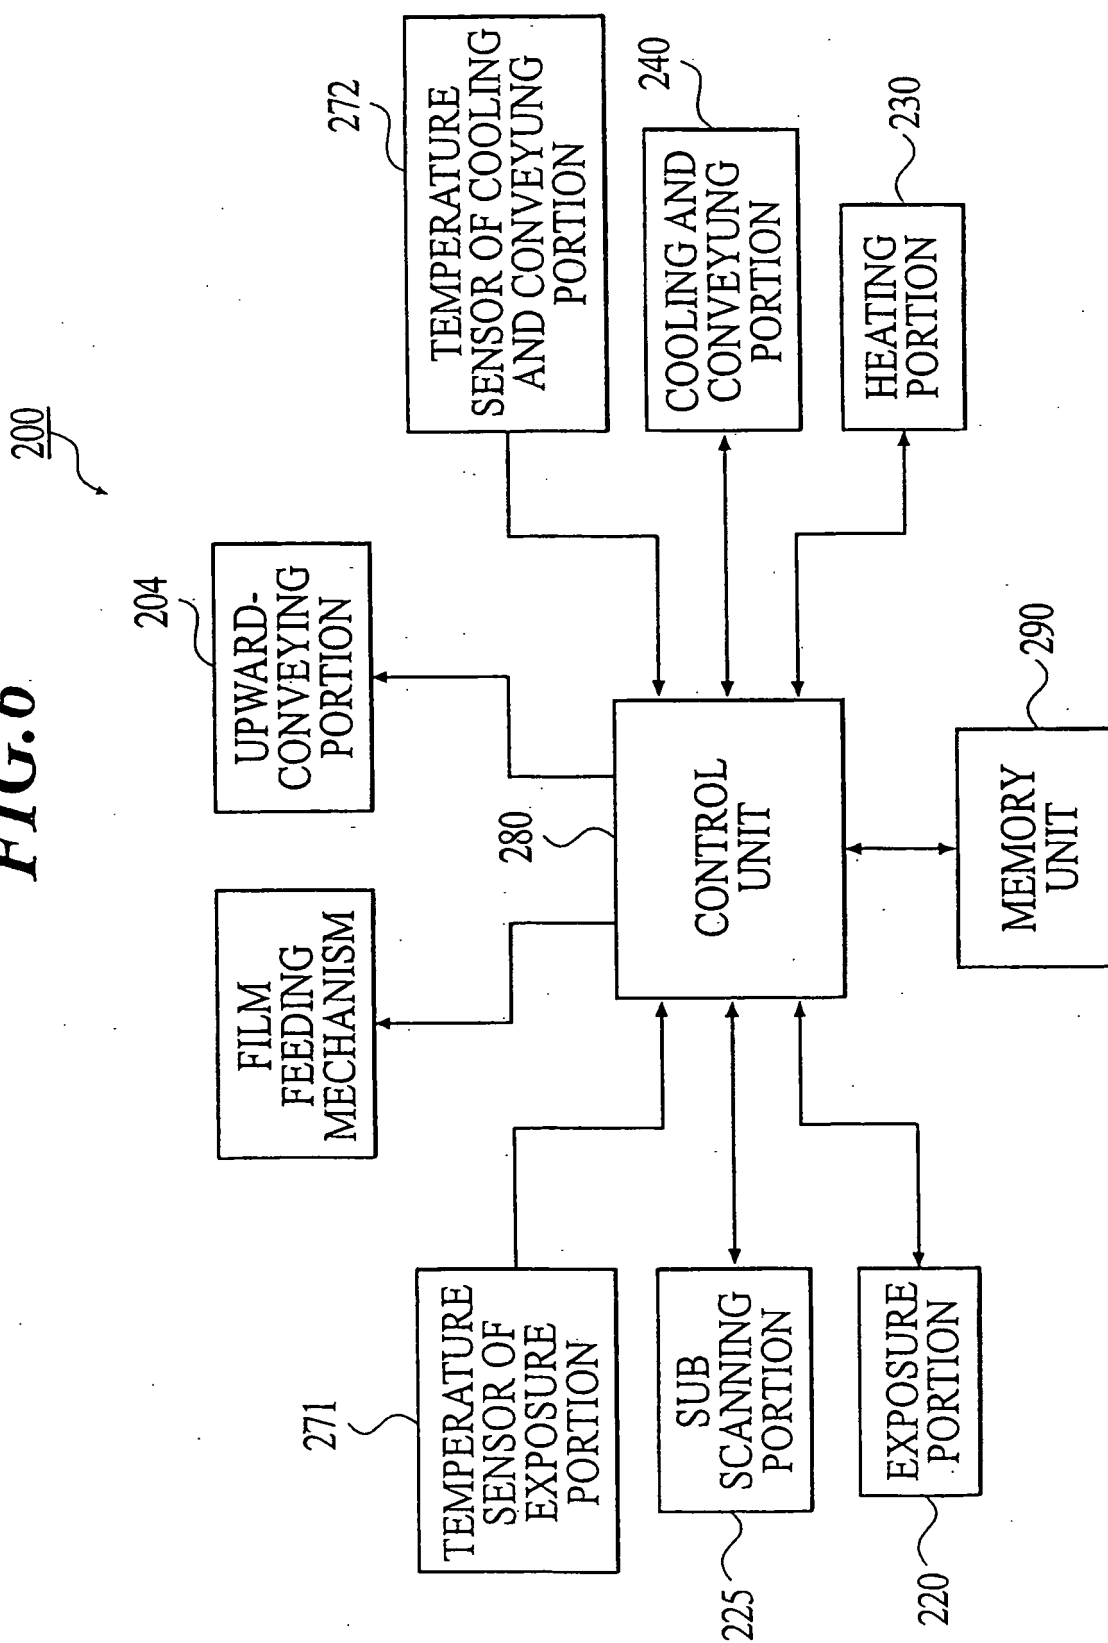 FIG.6
200
271
TEMPERATURE
SENSOR OF
EXPOSURE
PORTION
FILM
FEEDING
MECHANISM
204
UPWARD-
CONVEYING
PORTION
272
TEMPERATURE
SENSOR OF COOLING
AND CONVEYUNG
PORTION
225
SUB
SCANNING
PORTION
280
CONTROL
UNIT
240
COOLING AND
CONVEYUNG
PORTION
220
EXPOSURE
PORTION
230
HEATING
PORTION
290
MEMORY
UNIT